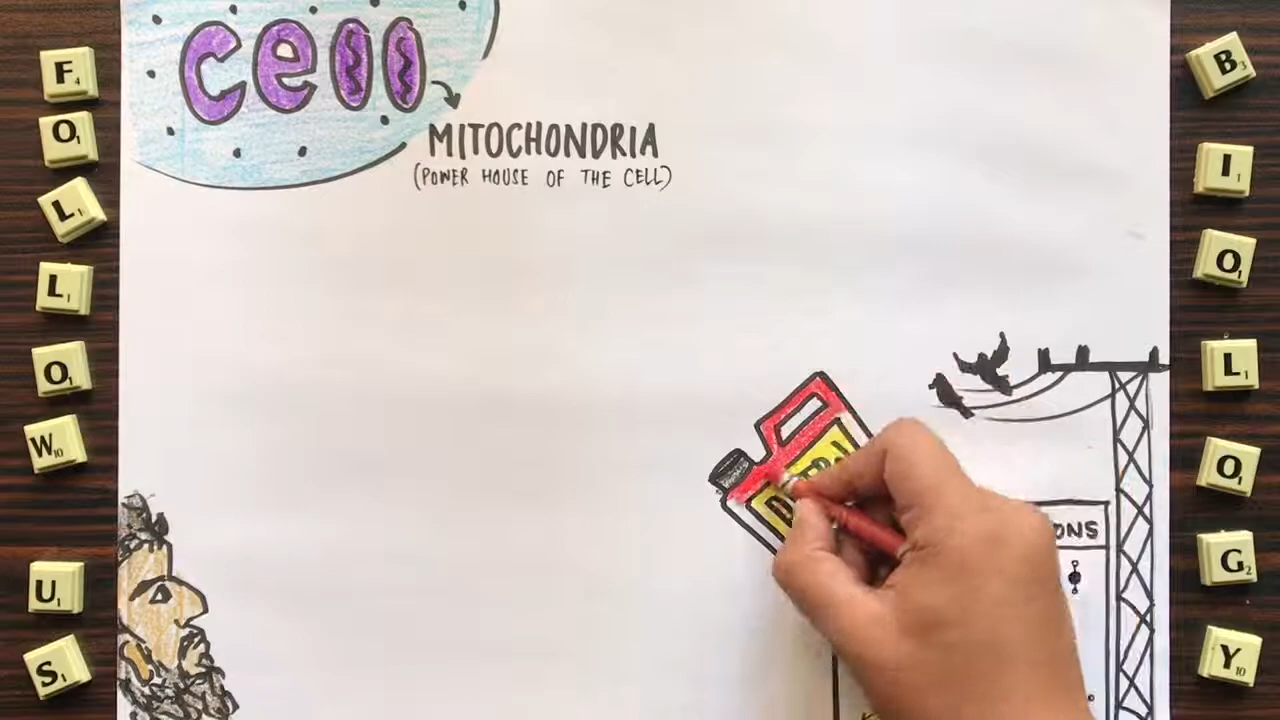 cell
MITOCHONDRIA
(POWER HOUSE OF THE CELL)
FOLLOW
US
BIOLOGY